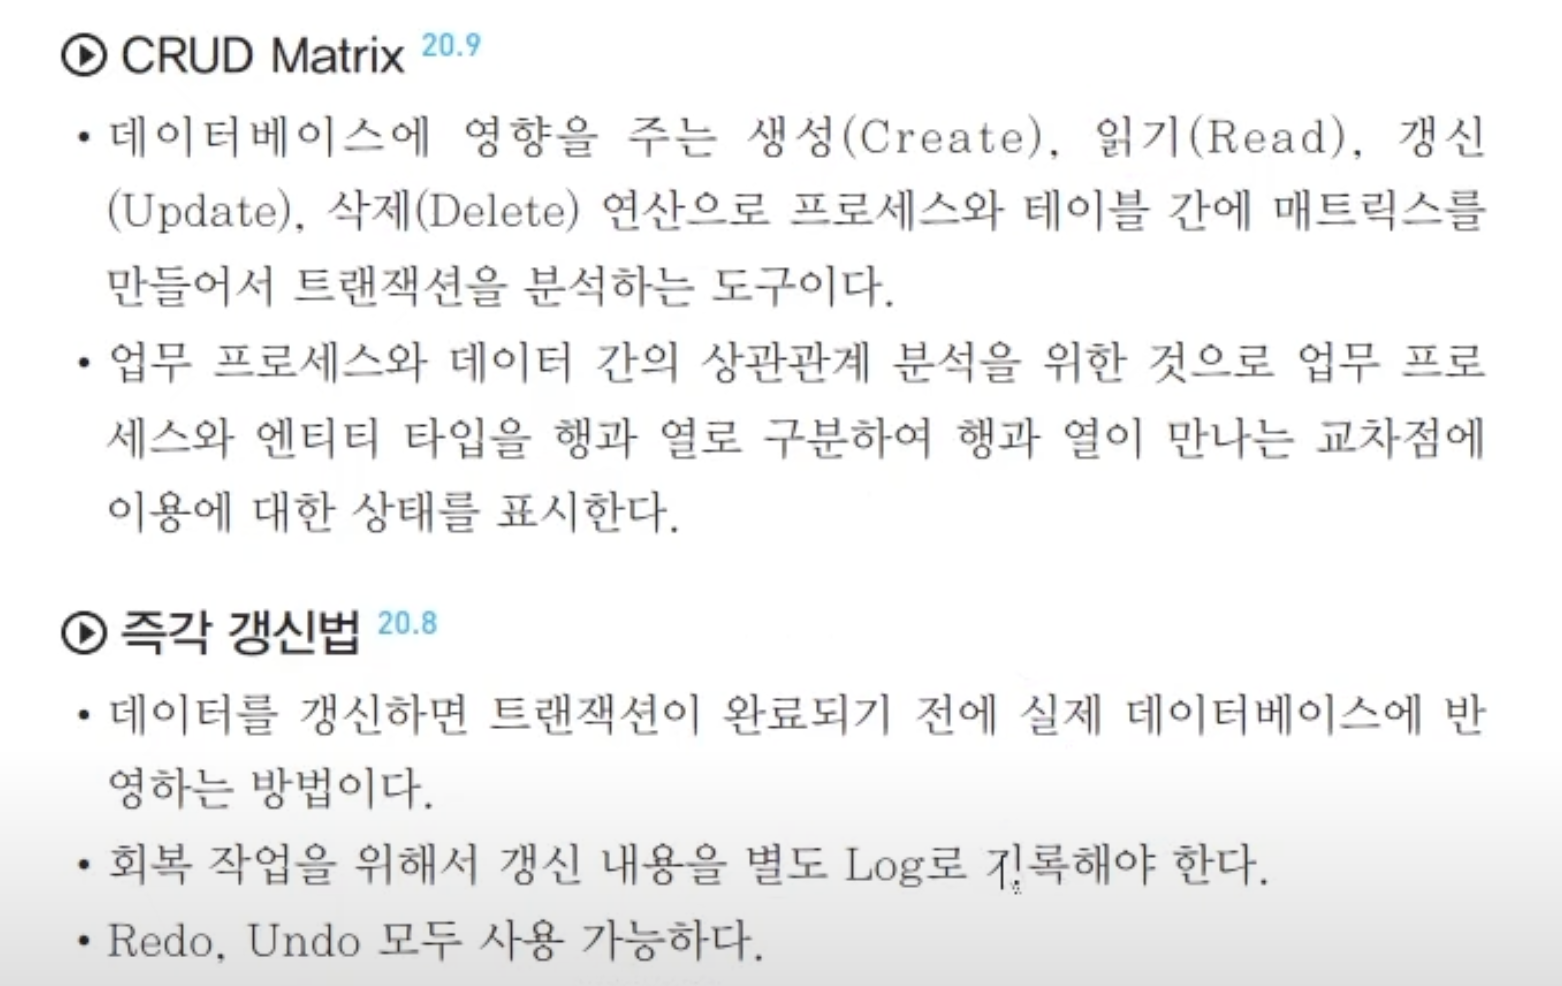 CRUD Matrix 20.9
• 데이터베이스에 영향을 주는 생성(Create), 읽기(Read), 갱신
(Update), 삭제(Delete) 연산으로 프로세스와 테이블 간에 매트릭스를
만들어서 트랜잭션을 분석하는 도구이다.
• 업무 프로세스와 데이터 간의 상관관계 분석을 위한 것으로 업무 프로
세스와 엔티티 타입을 행과 열로 구분하여 행과 열이 만나는 교차점에
이용에 대한 상태를 표시한다.
즉각 갱신법 20.8
• 데이터를 갱신하면 트랜잭션이 완료되기 전에 실제 데이터베이스에 반
영하는 방법이다.
• 회복 작업을 위해서 갱신 내용을 별도 Log로 기록해야 한다.
• Redo, Undo 모두 사용 가능하다.